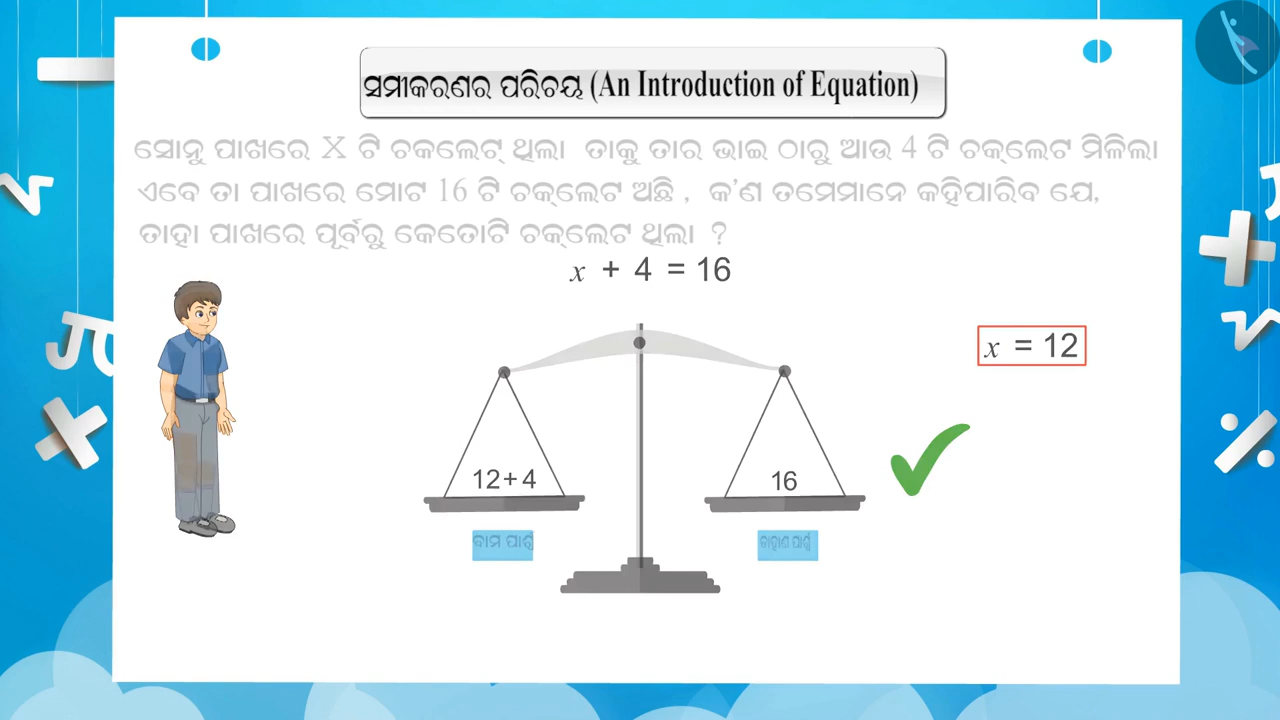 ସମୀକରଣର ପରିଚୟ (An Introduction of Equation)
ସୋନୁ ପାଖରେ X ଟି ଚକଲେଟ୍ ଥିଲା ତାକୁ ତାର ଭାଇ ଠାରୁ ଆଉ 4 ଟି ଚକ୍ଲେଟ ମିଳିଲା
ଏବେ ତା ପାଖରେ ମୋଟ 16 ଟି ଚକ୍ଲେଟ ଅଛି , କ'ଣ ତମେମାନେ କହିପାରିବ ଯେ,
ତାହା ପାଖରେ ପୂର୍ବରୁ କେତୋଟି ଚକ୍ଲେଟ ଥିଲା ?
x + 4 = 16
x = 12
12+4
16
ବାମ ପାର୍ଶ୍ବ
ଡାହାଣ ପାର୍ଶ୍ବ